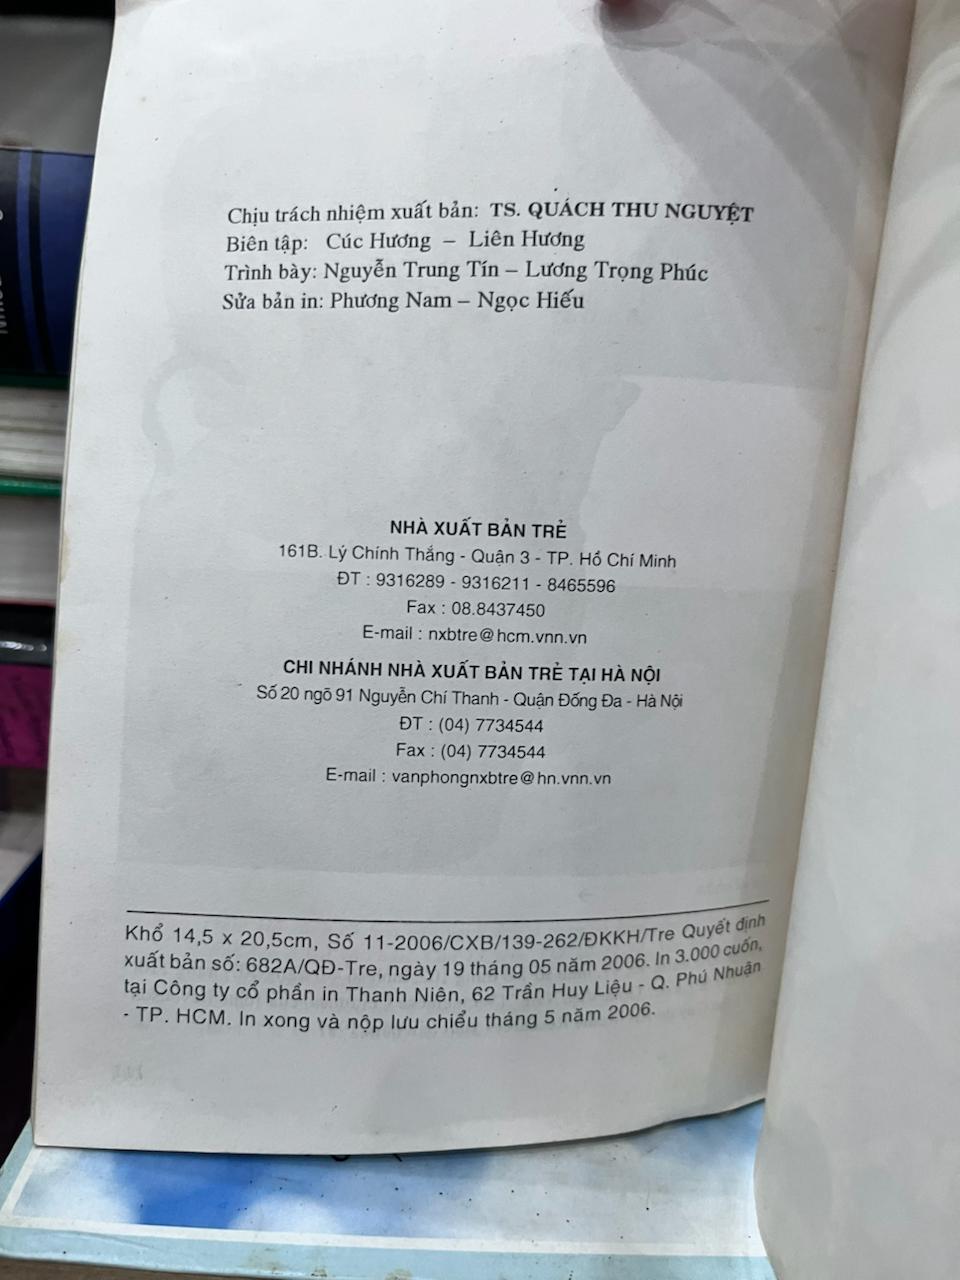 Chịu trách nhiệm xuất bản: TS. QUÁCH THU NGUYỆT
Biên tập: Cúc Hương – Liên Hương
Trình bày: Nguyễn Trung Tín – Lương Trọng Phúc
Sửa bản in: Phương Nam – Ngọc Hiếu
NHÀ XUẤT BẢN TRẺ
161B. Lý Chính Thắng - Quận 3 - TP. Hồ Chí Minh
ĐT : 9316289 - 9316211 - 8465596
Fax : 08.8437450
E-mail : nxbtre@hcm.vnn.vn
CHI NHÁNH NHÀ XUẤT BẢN TRẺ TẠI HÀ NỘI
Số 20 ngõ 91 Nguyễn Chí Thanh - Quận Đống Đa - Hà Nội
ĐT : (04) 7734544
Fax : (04) 7734544
E-mail : vanphongnxbtre@hn.vnn.vn
Khổ 14,5 x 20,5cm, Số 11-2006/CXB/139-262/ĐKKH/Tre Quyết định
xuất bản số: 682A/QĐ-Tre, ngày 19 tháng 05 năm 2006. In 3.000 cuốn,
tại Công ty cổ phần in Thanh Niên, 62 Trần Huy Liệu - Q. Phú Nhuận
- TP. HCM. In xong và nộp lưu chiểu tháng 5 năm 2006.